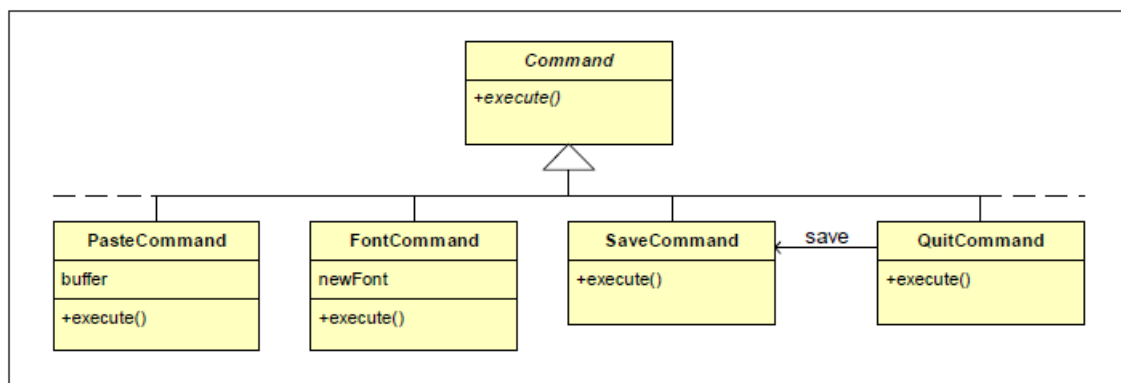 Command
+execute()
PasteCommand
buffer
+execute()
FontCommand
newFont
+execute()
SaveCommand
+execute()
save
QuitCommand
+execute()